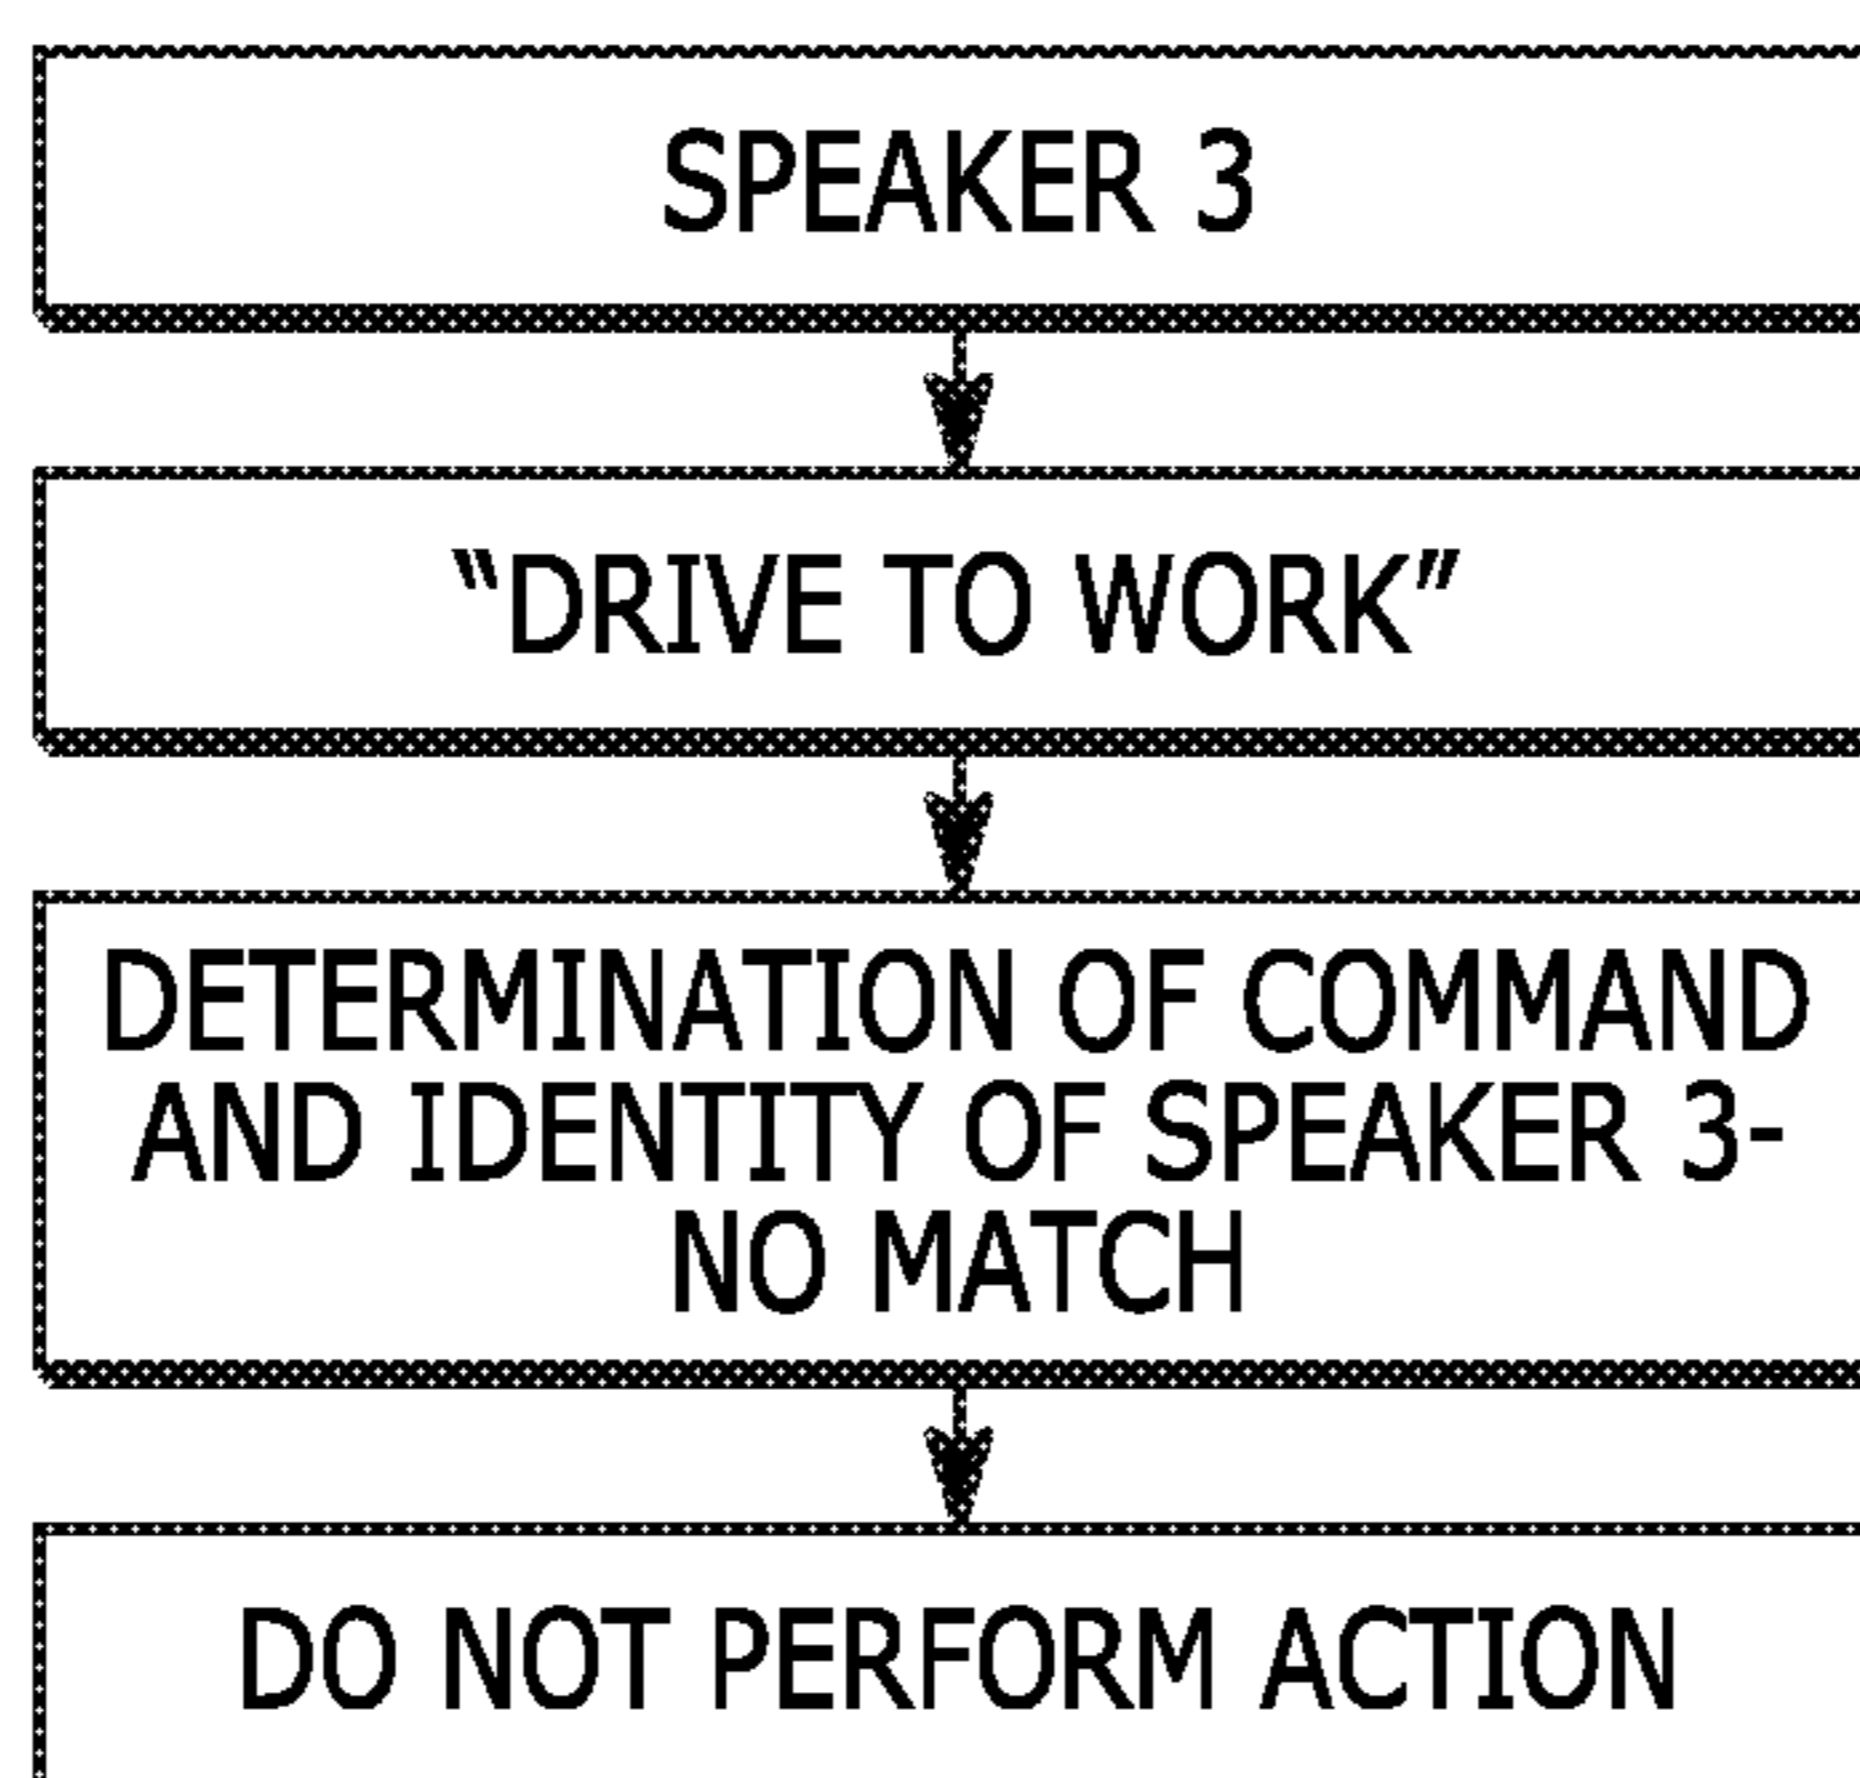 SPEAKER 3
“DRIVE TO WORK”
DETERMINATION OF COMMAND
AND IDENTITY OF SPEAKER 3-
NO MATCH
DO NOT PERFORM ACTION